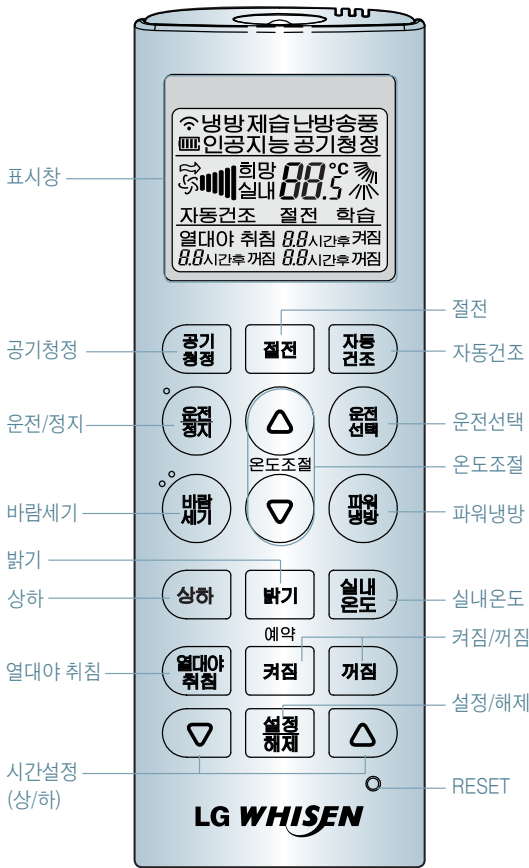 냉방제습난방송풍
인공지능공기청정
희망 88.5°C
실내
자동건조 절전 학습
열대야 취침 8.8시간후켜짐
8.8시간후꺼짐 8.8시간후꺼짐
표시창
절전
공기청정
공기
청정
절전
자동
건조
자동건조
운전/정지
운전
정지
운전
선택
운전선택
온도조절
온도조절
바람세기
바람
세기
파워
냉방
파워냉방
밝기
상하
상하
밝기
실내
온도
실내온도
예약
켜짐/꺼짐
열대야 취침
열대야
취침
켜짐
꺼짐
설정/해제
설정
해제
시간설정
(상/하)
RESET
LG WHISEN